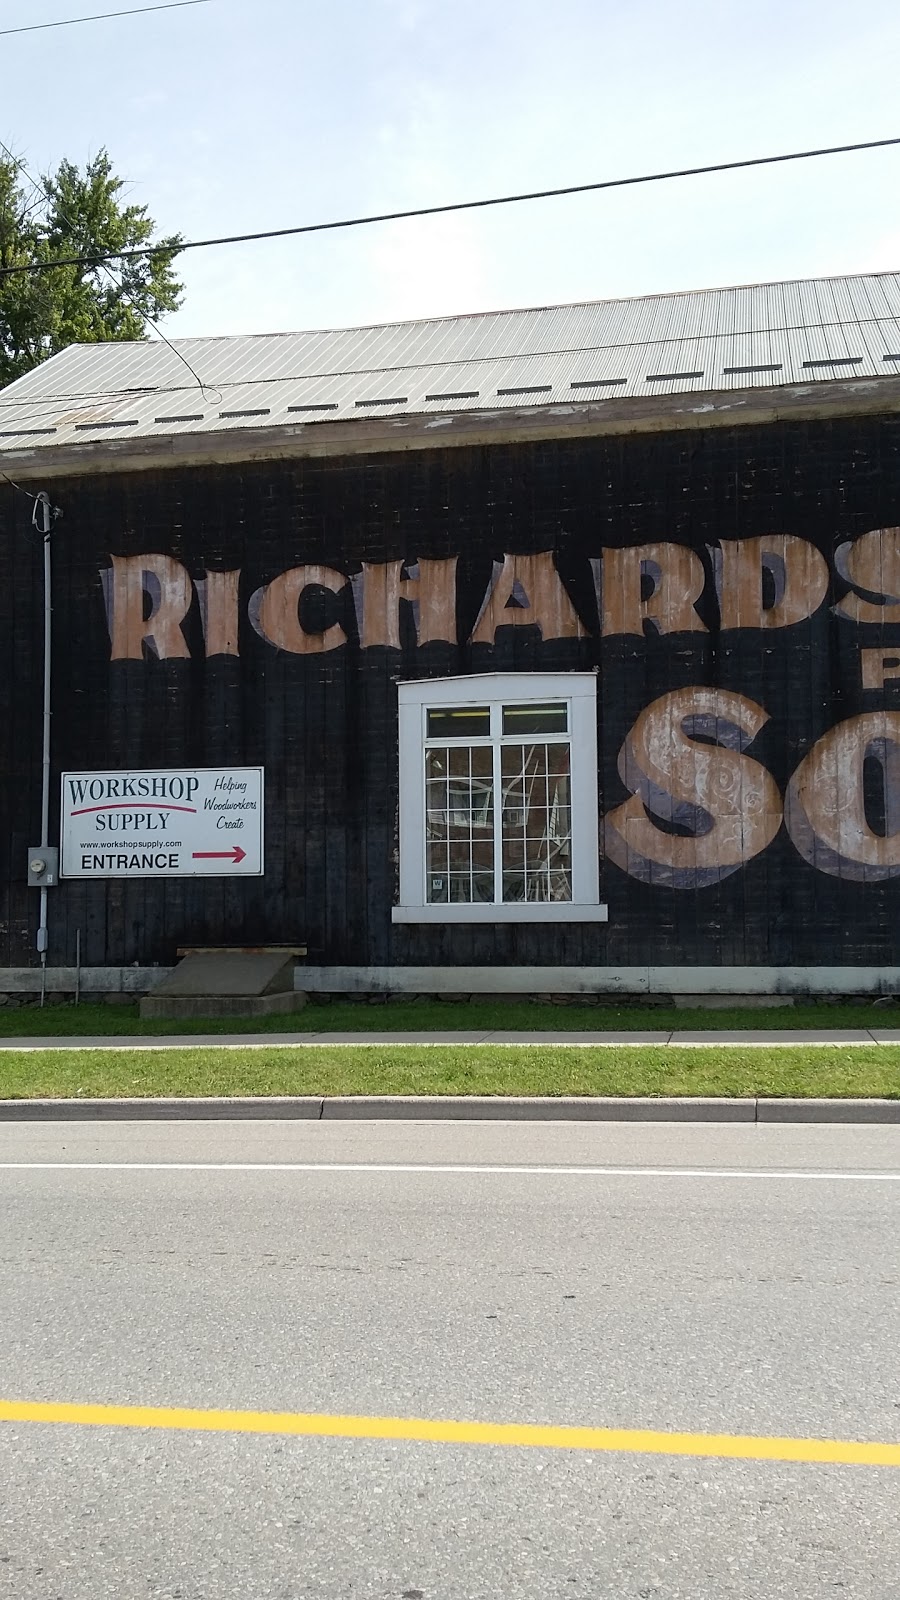 RICHARDS
SO
WORKSHOP
SUPPLY
Helping
Woodworkers
Create
www.workshopsupply.com
ENTRANCE